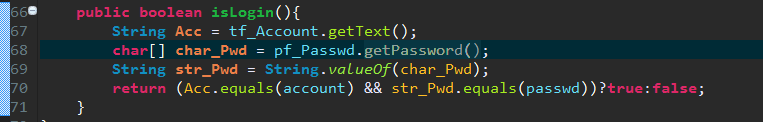 66 public boolean isLogin(){
67 String Acc = tf_Account.getText();
68 char[] char_Pwd = pf_Passwd.getPassword();
69 String str_Pwd = String.valueOf(char_Pwd);
70 return (Acc.equals(account) && str_Pwd.equals(passwd))?true:false;
71 }